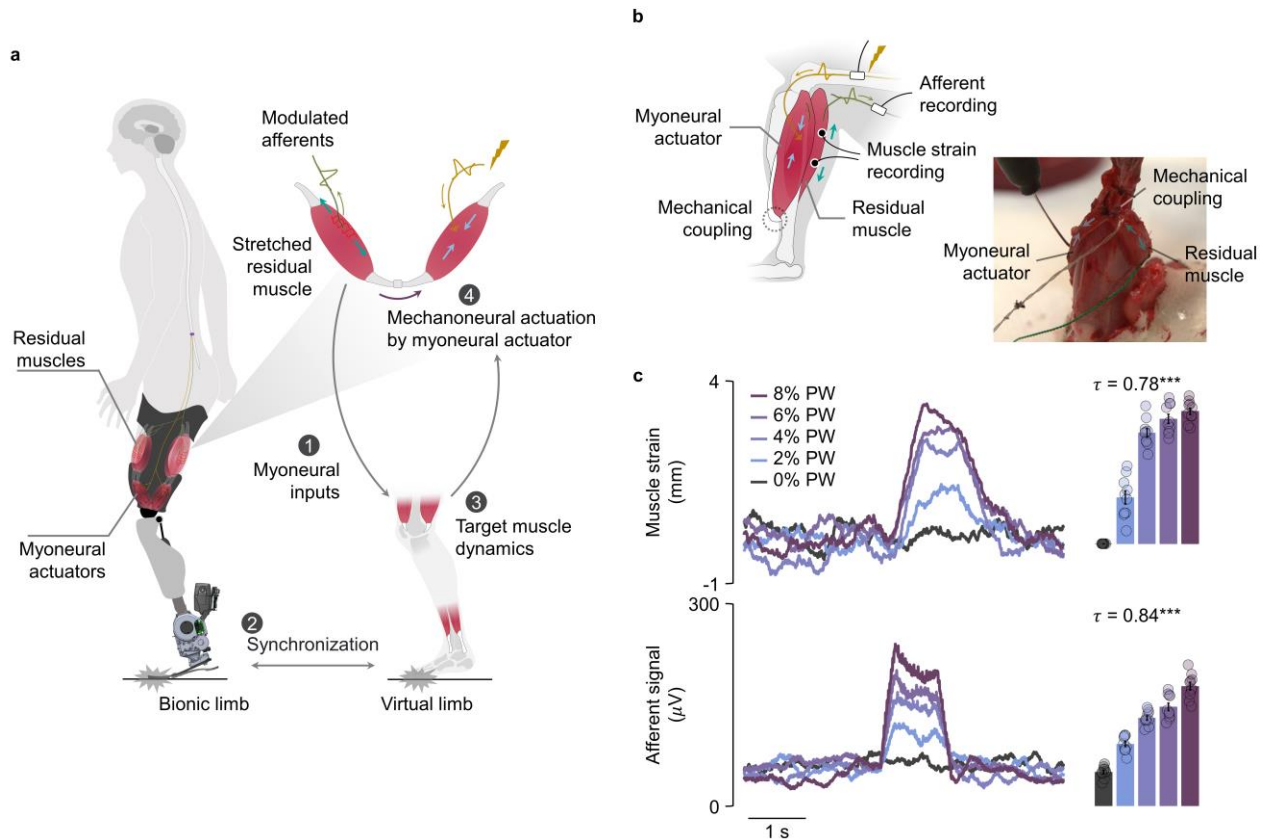 a
Modulated
afferents
Stretched
residual
muscle
4
Mechanoneural actuation
by myoneural actuator
Residual
muscles
1
Myoneural
inputs
3
Target muscle
dynamics
Myoneural
actuators
2
Synchronization
Bionic limb
Virtual limb
b
Afferent
recording
Myoneural
actuator
Muscle strain
recording
Mechanical
coupling
Residual
muscle
Mechanical
coupling
Myoneural
actuator
Residual
muscle
c
Muscle strain
(mm)
4
-1
8% PW
6% PW
4% PW
2% PW
0% PW
τ = 0.78***
Afferent signal
(μV)
300
0
τ = 0.84***
1 s